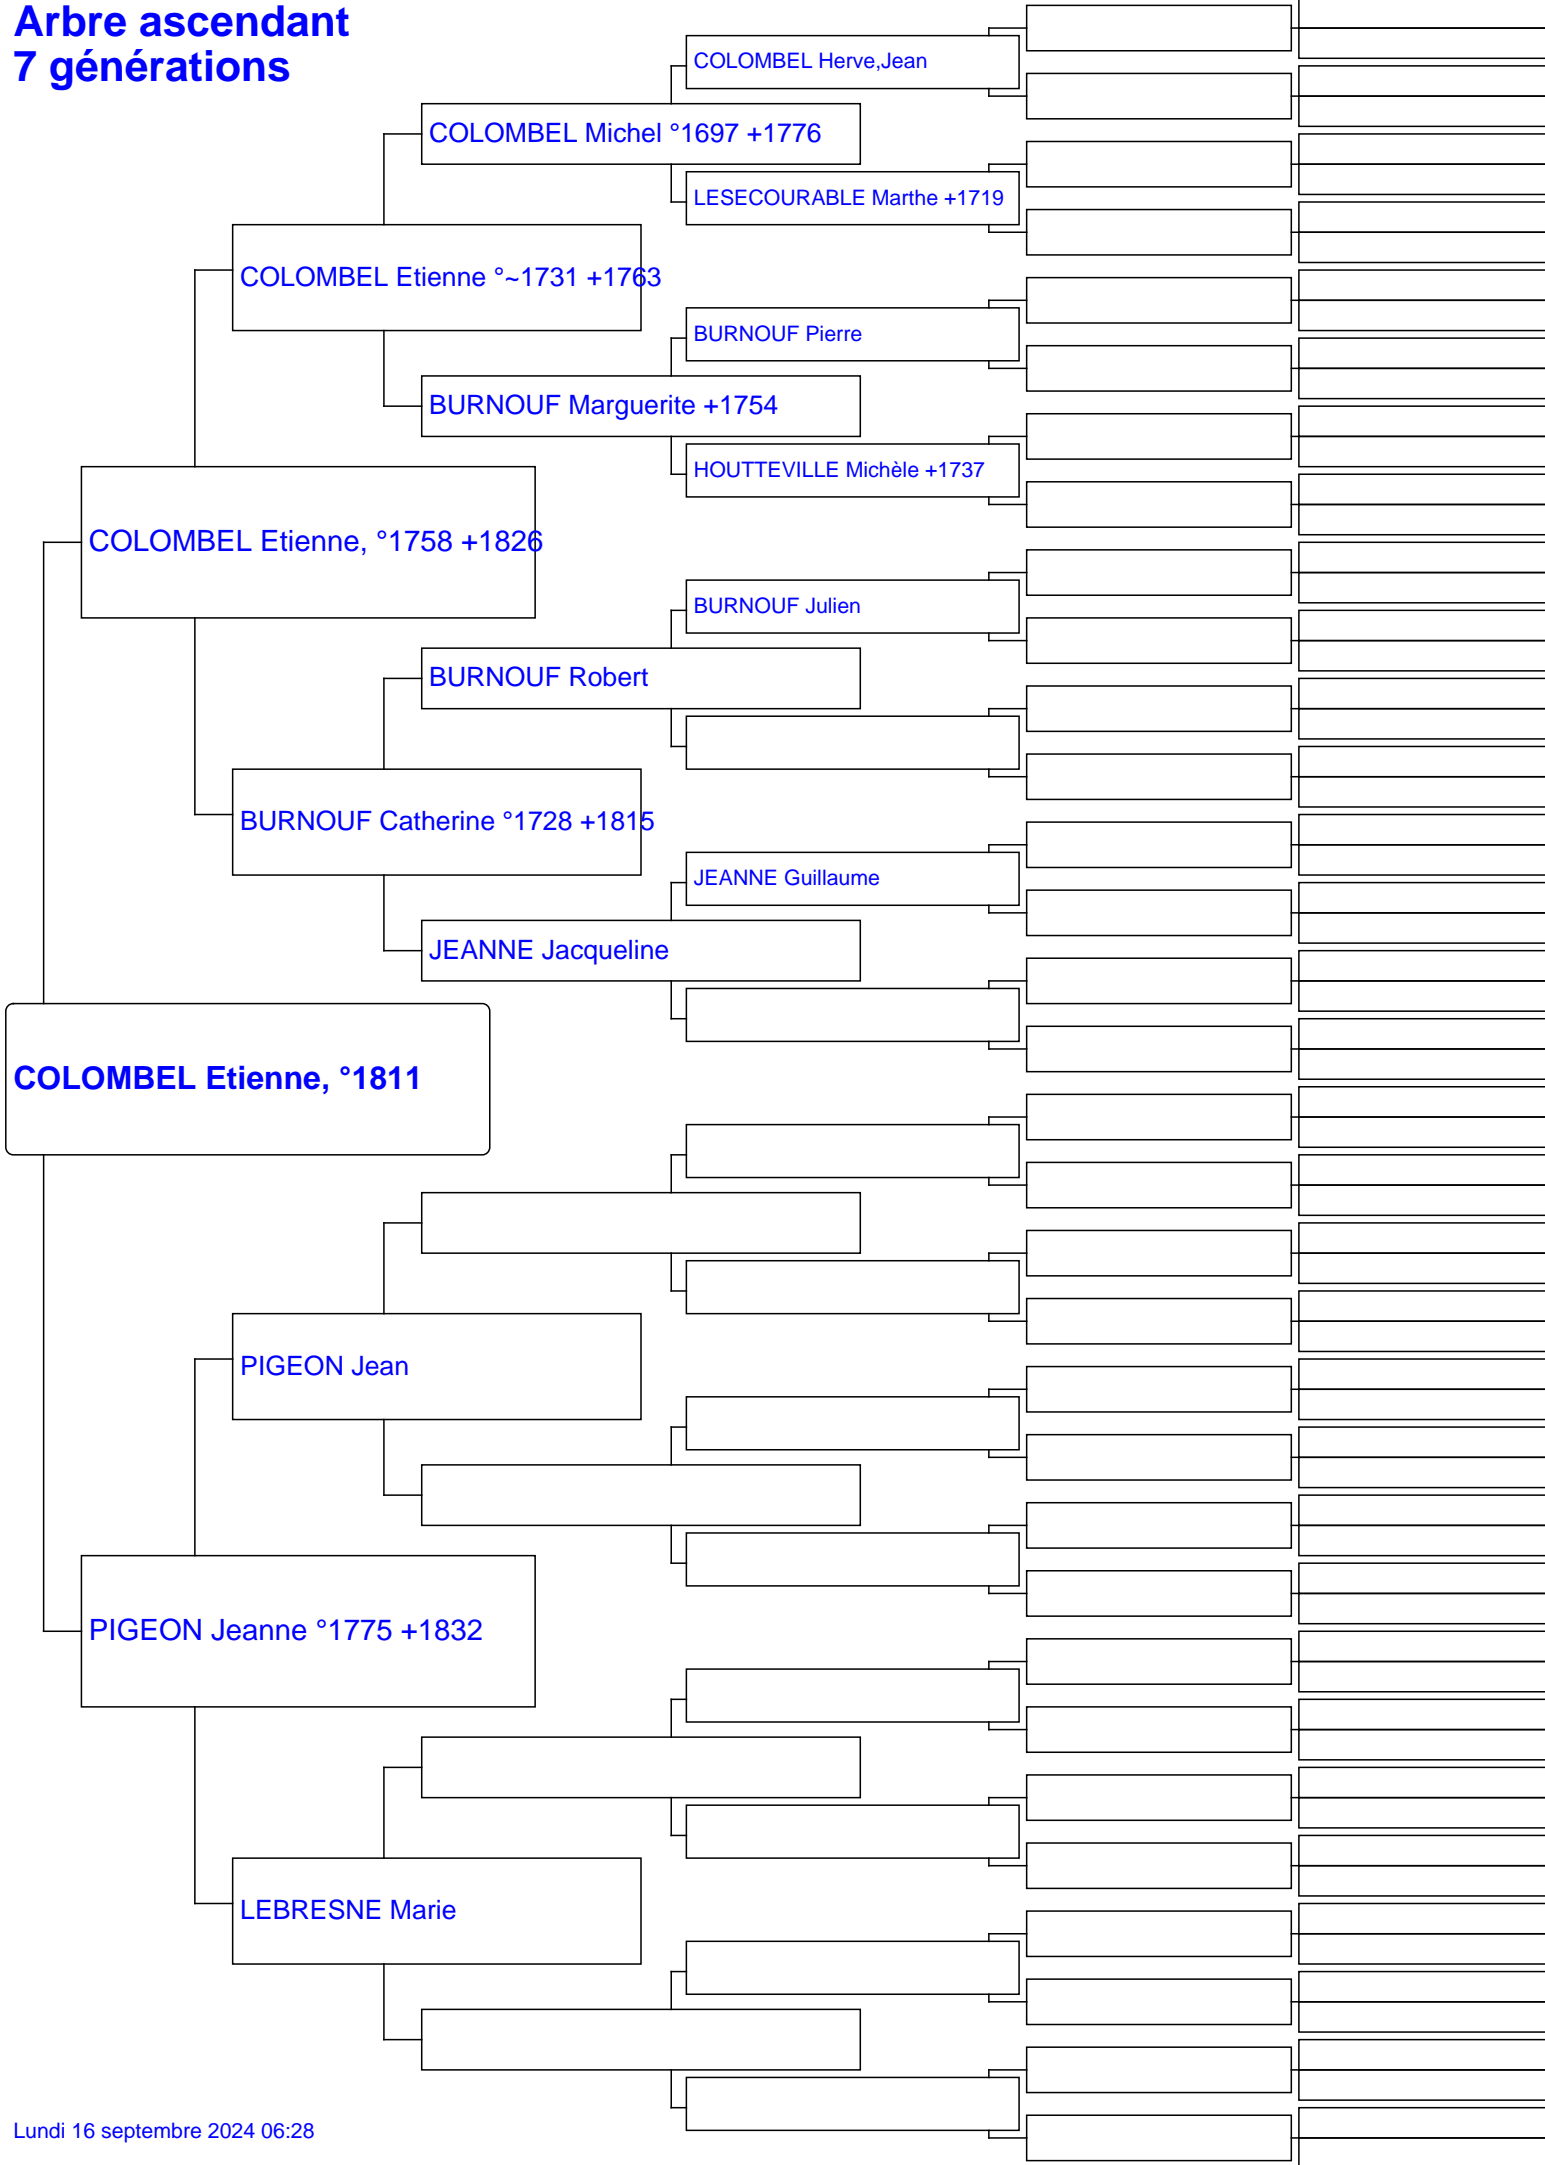 Arbre ascendant
7 générations
COLOMBEL Herve,Jean
COLOMBEL Michel °1697 +1776
LESECOURABLE Marthe +1719
COLOMBEL Etienne °~1731 +1763
BURNOUF Pierre
BURNOUF Marguerite +1754
HOUTTEVILLE Michèle +1737
COLOMBEL Etienne, °1758 +1826
BURNOUF Julien
BURNOUF Robert
BURNOUF Catherine °1728 +1815
JEANNE Guillaume
JEANNE Jacqueline
COLOMBEL Etienne, °1811
PIGEON Jean
PIGEON Jeanne °1775 +1832
LEBRESNE Marie
Lundi 16 septembre 2024 06:28